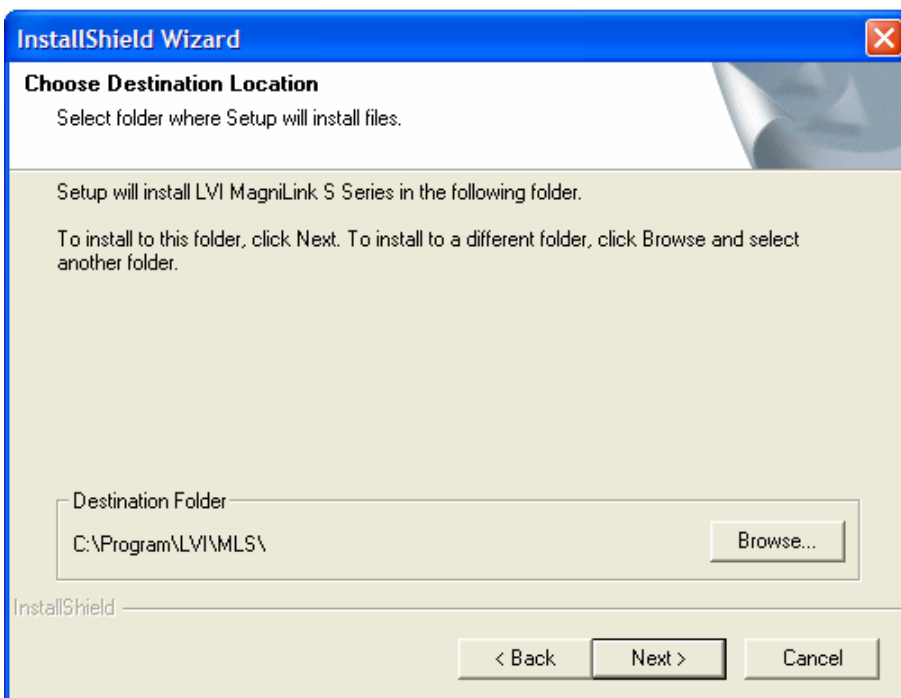 InstallShield Wizard
Choose Destination Location
Select folder where Setup will install files.
Setup will install LVI MagniLink S Series in the following folder.
To install to this folder, click Next. To install to a different folder, click Browse and select
another folder.
Destination Folder
C:\Program\LVI\MLS\
Browse...
InstallShield
< Back
Next >
Cancel